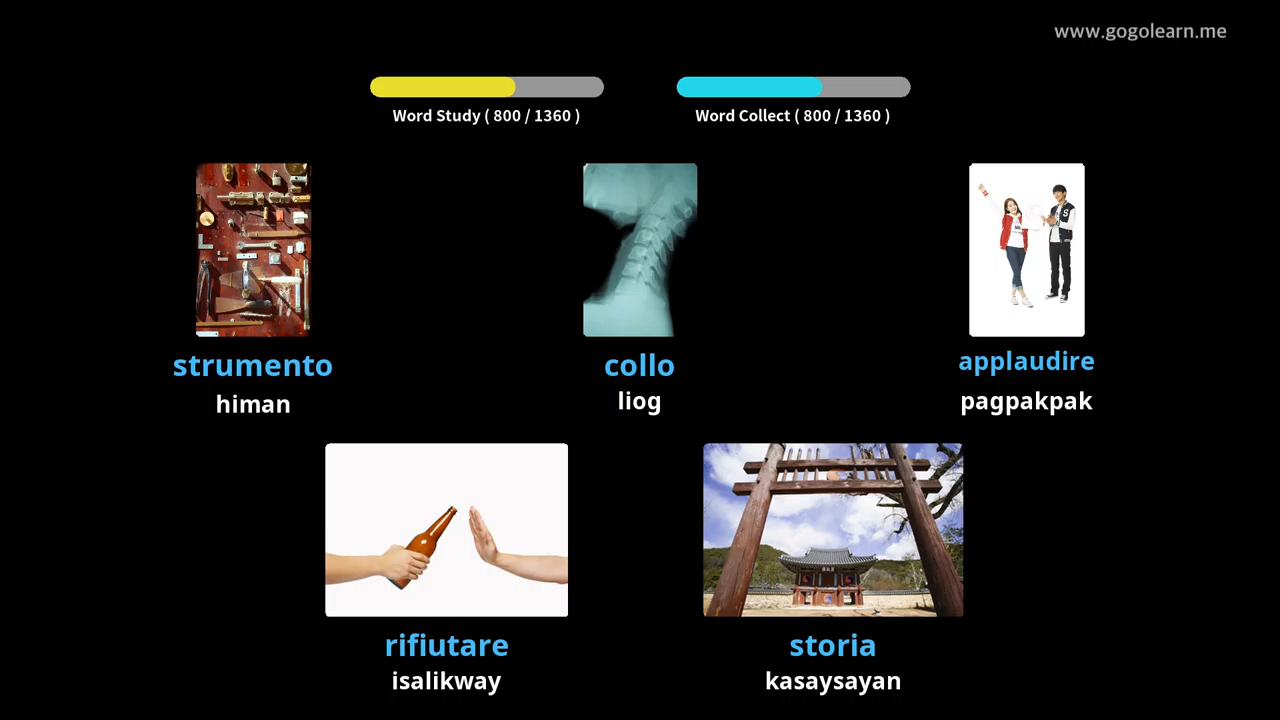 www.gogolearn.me
Word Study ( 800 / 1360 )
Word Collect ( 800 / 1360 )
strumento
himan
collo
liog
applaudire
pagpakpak
rifiutare
isalikway
storia
kasaysayan